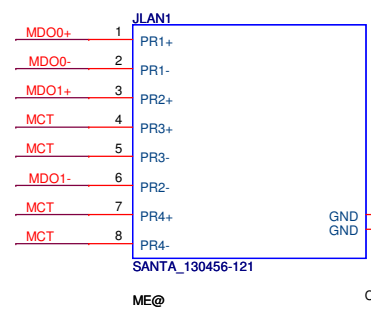 JLAN1
MDO0+ 1 PR1+
MDO0- 2 PR1-
MDO1+ 3 PR2+
MCT 4 PR3+
MCT 5 PR3-
MDO1- 6 PR2-
MCT 7 PR4+ GND
GND
MCT 8 PR4-
SANTA_130456-121
ME@